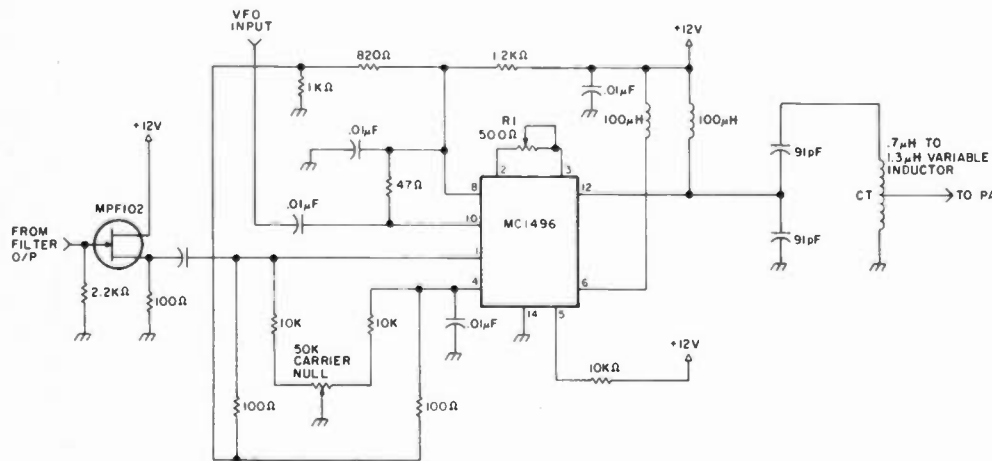 VFO
INPUT
820Ω
1.2KΩ
+12V
1KΩ
.01µF
100µH
100µH
R1
500Ω
.01µF
+12V
47Ω
.01µF
2
3
8
12
10
MC1496
1
4
6
14
5
91pF
91pF
.7µH TO
1.3µH VARIABLE
INDUCTOR
CT
TO PA
MPF102
FROM
FILTER
O/P
2.2KΩ
100Ω
10K
10K
.01µF
50K
CARRIER
NULL
100Ω
100Ω
10KΩ
+12V